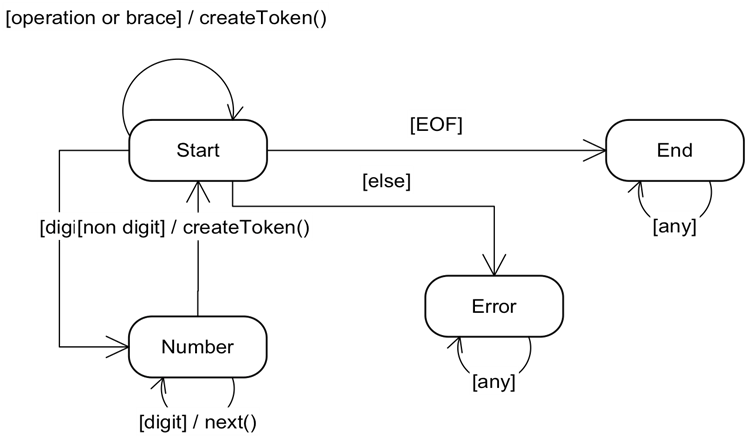 [operation or brace] / createToken()
[EOF]
Start
End
[else]
[digi
[non digit] / createToken()
[any]
Error
Number
[any]
[digit] / next()